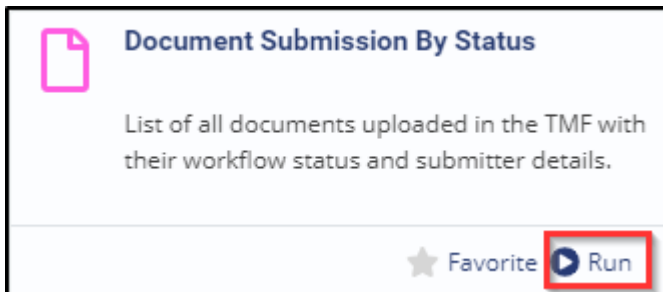 Document Submission By Status
List of all documents uploaded in the TMF with
their workflow status and submitter details.
Favorite Run